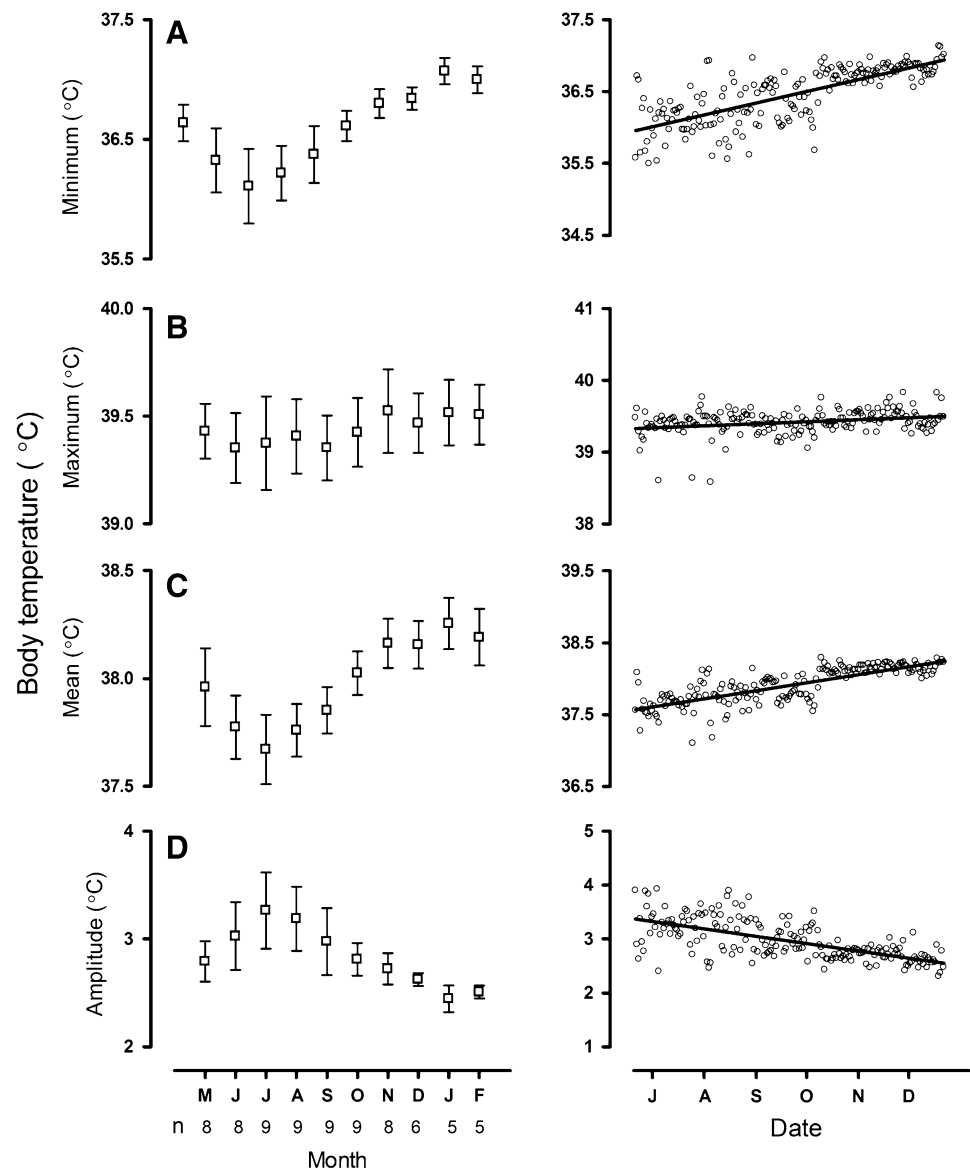 Body temperature ( °C)
A
Minimum ( °C)
37.5
36.5
35.5
37.5
36.5
35.5
34.5
B
Maximum ( °C)
40.0
39.5
39.0
41
40
39
38
C
Mean ( °C)
38.5
38.0
37.5
39.5
38.5
37.5
36.5
D
Amplitude ( °C)
4
3
2
5
4
3
2
1
M J J A S O N D J F
n 8 8 9 9 9 9 8 6 5 5
Month
J A S O N D
Date